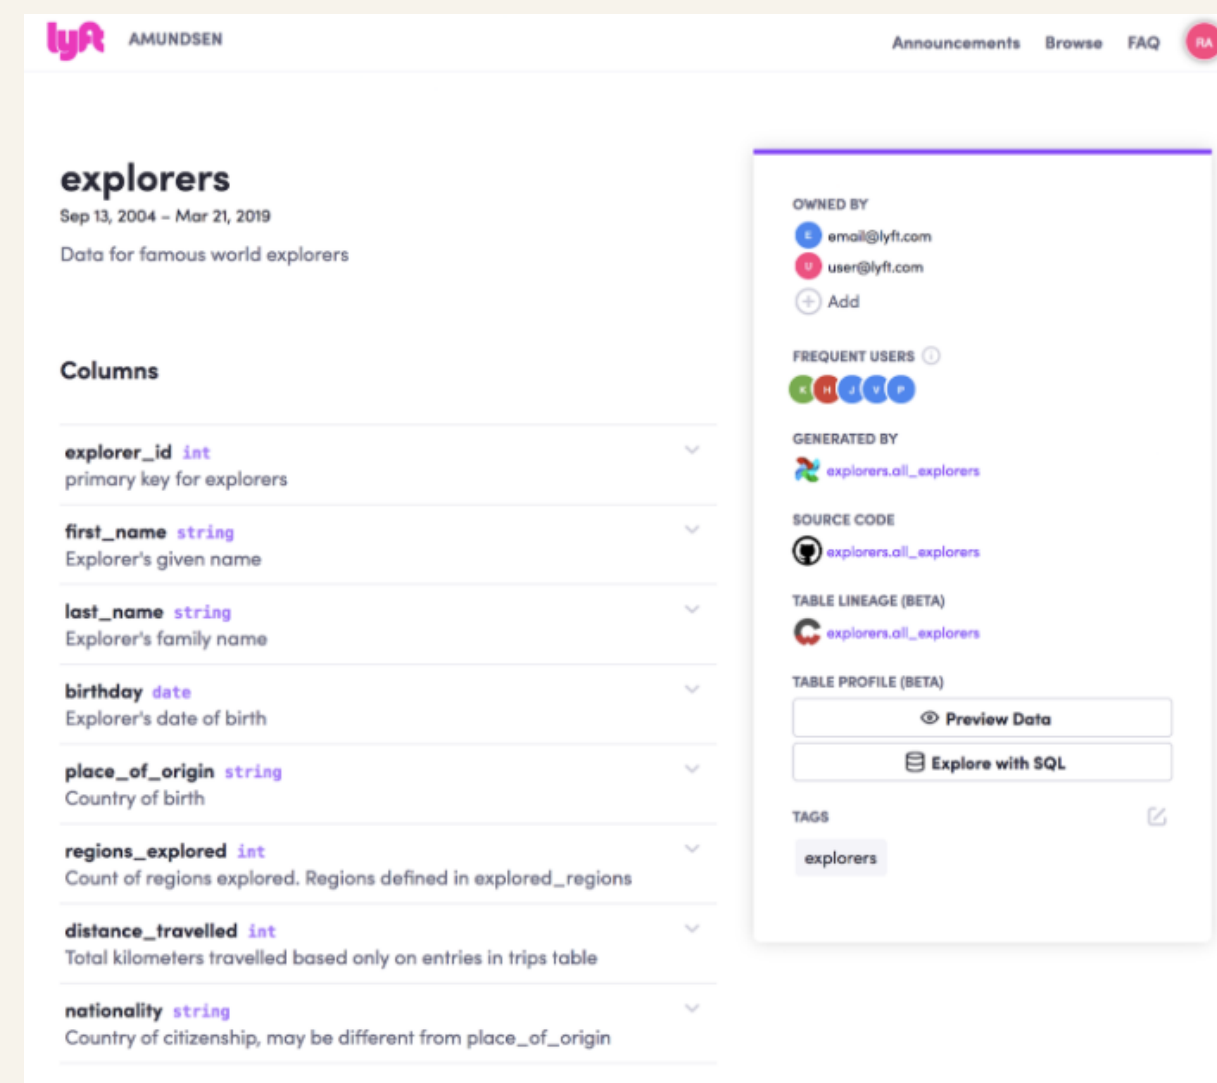 lyft AMUNDSEN
Announcements Browse FAQ RA
explorers
Sep 13, 2004 – Mar 21, 2019
Data for famous world explorers
Columns
explorer_id int
primary key for explorers
first_name string
Explorer's given name
last_name string
Explorer's family name
birthday date
Explorer's date of birth
place_of_origin string
Country of birth
regions_explored int
Count of regions explored. Regions defined in explored_regions
distance_travelled int
Total kilometers travelled based only on entries in trips table
nationality string
Country of citizenship, may be different from place_of_origin
OWNED BY
E email@lyft.com
U user@lyft.com
Add
FREQUENT USERS
K H J V P
GENERATED BY
explorers.all_explorers
SOURCE CODE
explorers.all_explorers
TABLE LINEAGE (BETA)
explorers.all_explorers
TABLE PROFILE (BETA)
Preview Data
Explore with SQL
TAGS
explorers